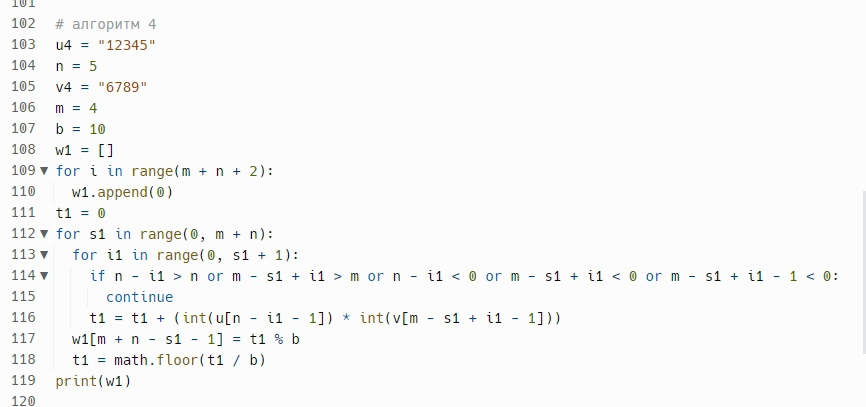 101
102 # алгоритм 4
103 u4 = "12345"
104 n = 5
105 v4 = "6789"
106 m = 4
107 b = 10
108 w1 = []
109 for i in range(m + n + 2):
110 w1.append(0)
111 t1 = 0
112 for s1 in range(0, m + n):
113 for i1 in range(0, s1 + 1):
114 if n - i1 > n or m - s1 + i1 > m or n - i1 < 0 or m - s1 + i1 < 0 or m - s1 + i1 - 1 < 0:
115 continue
116 t1 = t1 + (int(u[n - i1 - 1]) * int(v[m - s1 + i1 - 1]))
117 w1[m + n - s1 - 1] = t1 % b
118 t1 = math.floor(t1 / b)
119 print(w1)
120